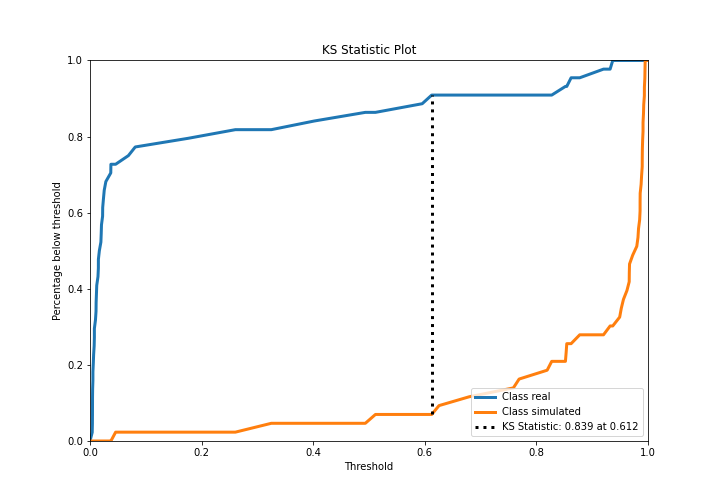 KS Statistic Plot
1.0
0.8
0.6
0.4
0.2
0.0
Percentage below threshold
0.0 0.2 0.4 0.6 0.8 1.0
Threshold
Class real
Class simulated
KS Statistic: 0.839 at 0.612